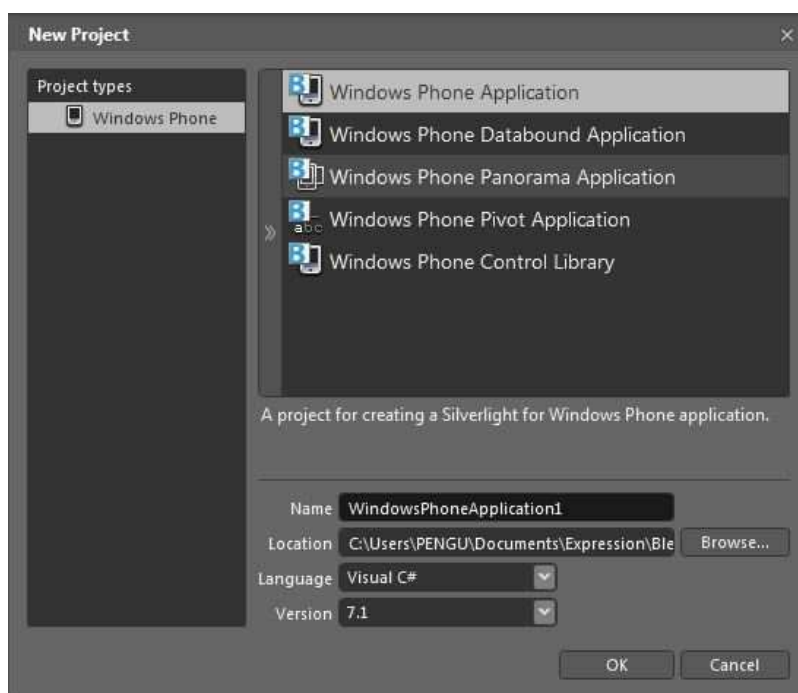 New Project
Project types
Windows Phone
Windows Phone Application
Windows Phone Databound Application
Windows Phone Panorama Application
abc
Windows Phone Pivot Application
Windows Phone Control Library
A project for creating a Silverlight for Windows Phone application.
Name WindowsPhoneApplication1
Location C:\Users\PENGU\Documents\Expression\Ble Browse...
Language Visual C#
Version 7.1
OK Cancel